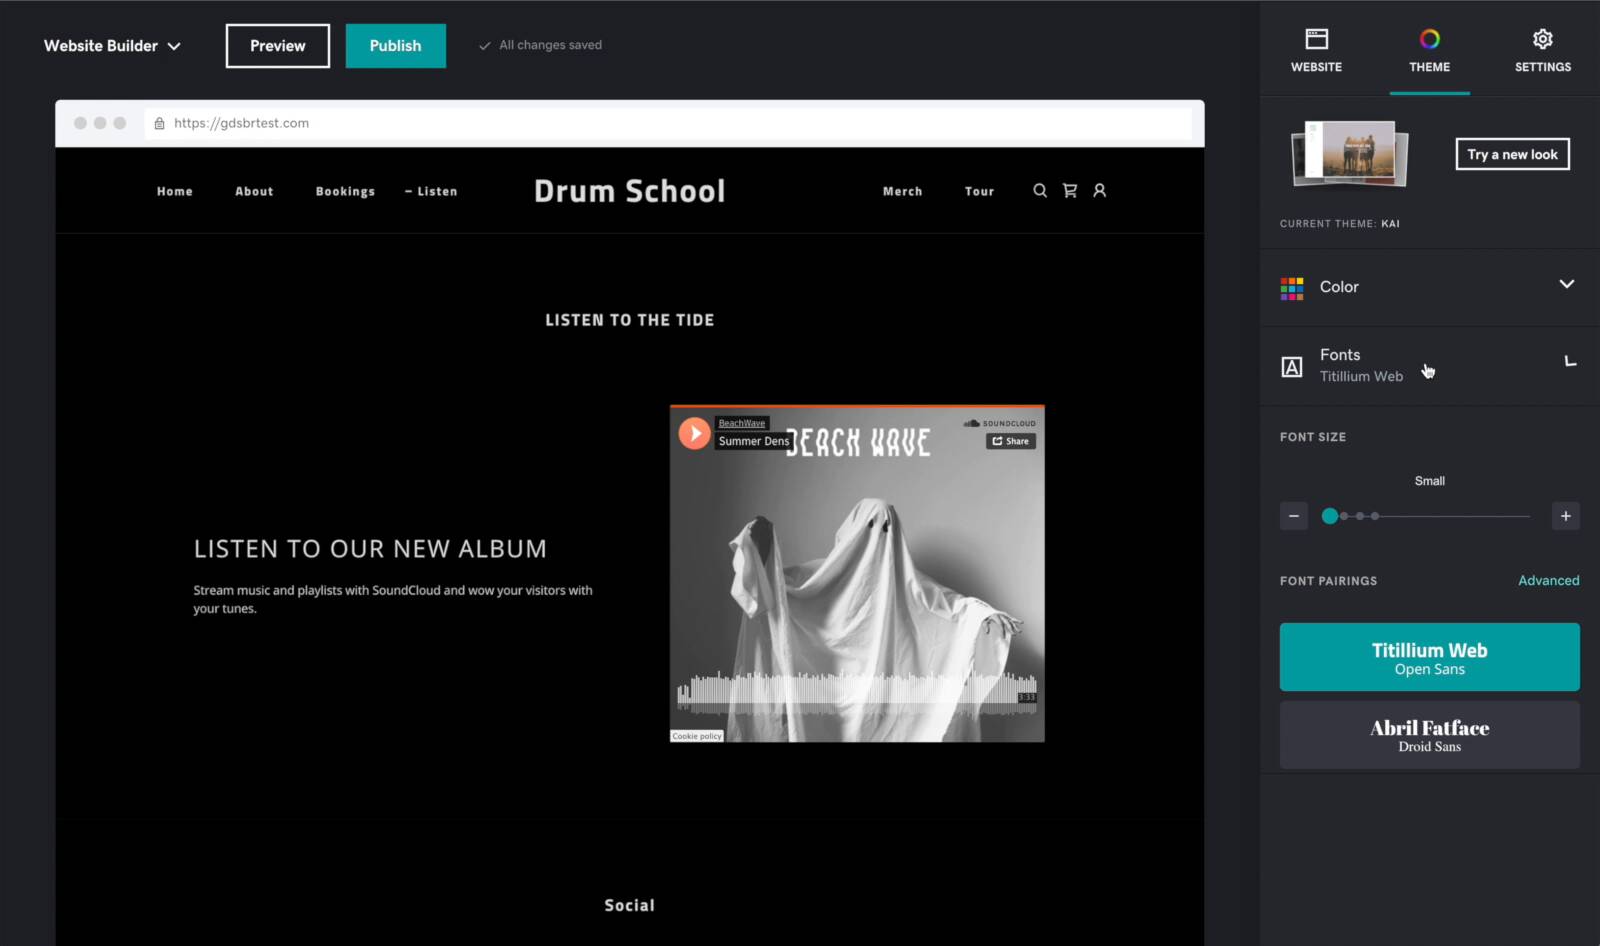 Website Builder
Preview
Publish
All changes saved
WEBSITE
THEME
SETTINGS
https://gdsbrtest.com
Try a new look
CURRENT THEME: KAI
Home
About
Bookings
– Listen
Drum School
Merch
Tour
Color
LISTEN TO THE TIDE
Fonts
Titillium Web
BeachWave
Summer Dens
BEACH WAVE
SOUNDCLOUD
Share
FONT SIZE
Small
LISTEN TO OUR NEW ALBUM
Stream music and playlists with SoundCloud and wow your visitors with
your tunes.
3:33
Cookie policy
FONT PAIRINGS
Advanced
Titillium Web
Open Sans
Abril Fatface
Droid Sans
Social